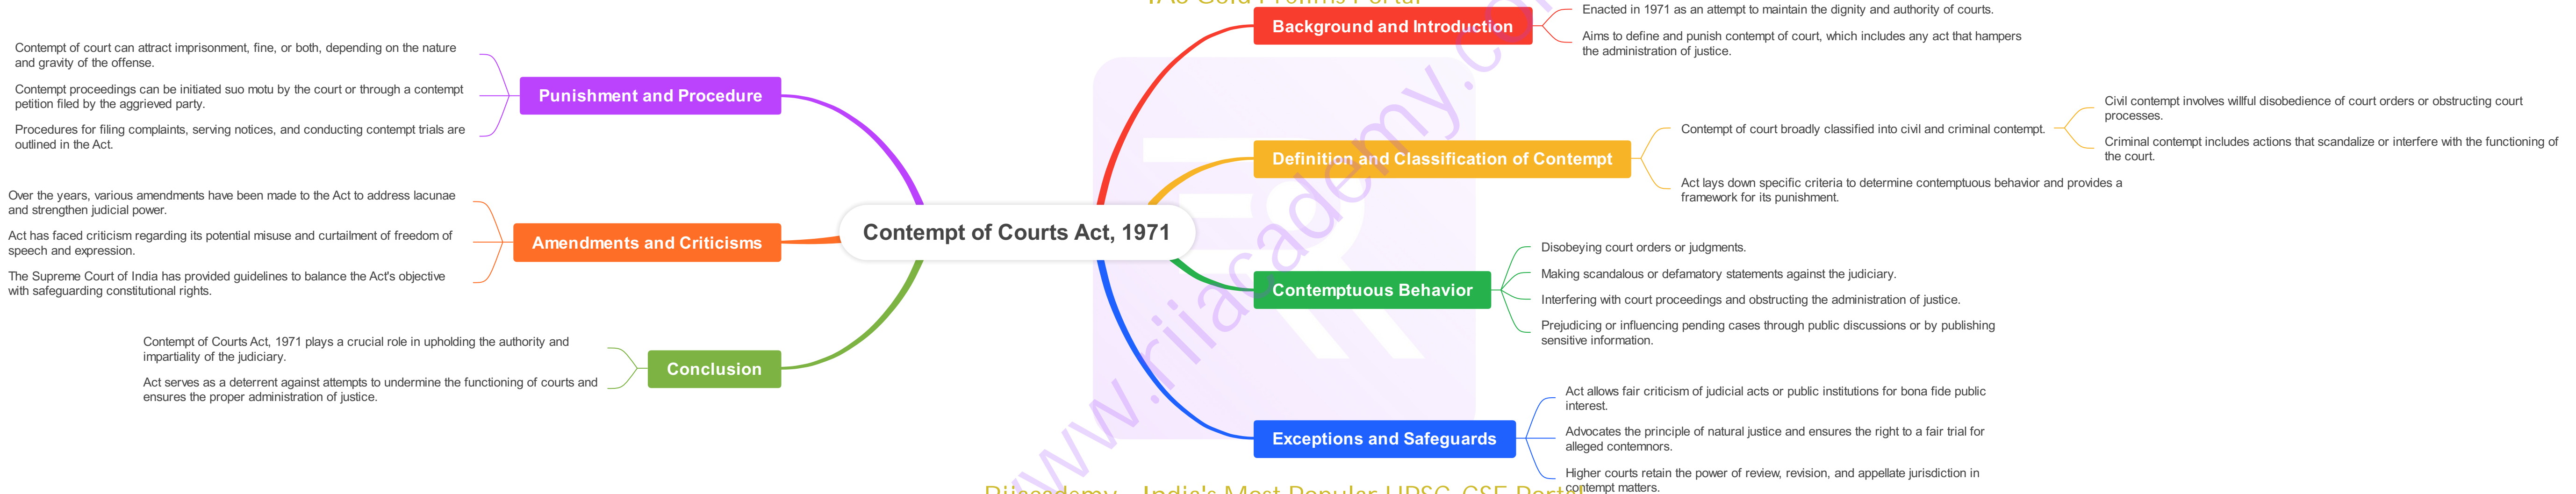 IAS Gold Prelims Portal
Contempt of Courts Act, 1971
Background and Introduction
Enacted in 1971 as an attempt to maintain the dignity and authority of courts.
Aims to define and punish contempt of court, which includes any act that hampers
the administration of justice.
Definition and Classification of Contempt
Contempt of court broadly classified into civil and criminal contempt.
Civil contempt involves willful disobedience of court orders or obstructing court
processes.
Criminal contempt includes actions that scandalize or interfere with the functioning of
the court.
Act lays down specific criteria to determine contemptuous behavior and provides a
framework for its punishment.
Contemptuous Behavior
Disobeying court orders or judgments.
Making scandalous or defamatory statements against the judiciary.
Interfering with court proceedings and obstructing the administration of justice.
Prejudicing or influencing pending cases through public discussions or by publishing
sensitive information.
Exceptions and Safeguards
Act allows fair criticism of judicial acts or public institutions for bona fide public
interest.
Advocates the principle of natural justice and ensures the right to a fair trial for
alleged contemnors.
Higher courts retain the power of review, revision, and appellate jurisdiction in
contempt matters.
Punishment and Procedure
Contempt of court can attract imprisonment, fine, or both, depending on the nature
and gravity of the offense.
Contempt proceedings can be initiated suo motu by the court or through a contempt
petition filed by the aggrieved party.
Procedures for filing complaints, serving notices, and conducting contempt trials are
outlined in the Act.
Amendments and Criticisms
Over the years, various amendments have been made to the Act to address lacunae
and strengthen judicial power.
Act has faced criticism regarding its potential misuse and curtailment of freedom of
speech and expression.
The Supreme Court of India has provided guidelines to balance the Act's objective
with safeguarding constitutional rights.
Conclusion
Contempt of Courts Act, 1971 plays a crucial role in upholding the authority and
impartiality of the judiciary.
Act serves as a deterrent against attempts to undermine the functioning of courts and
ensures the proper administration of justice.
www.riiacademy.co
Riiacademy - India's Most Popular UPSC-CSE Portal